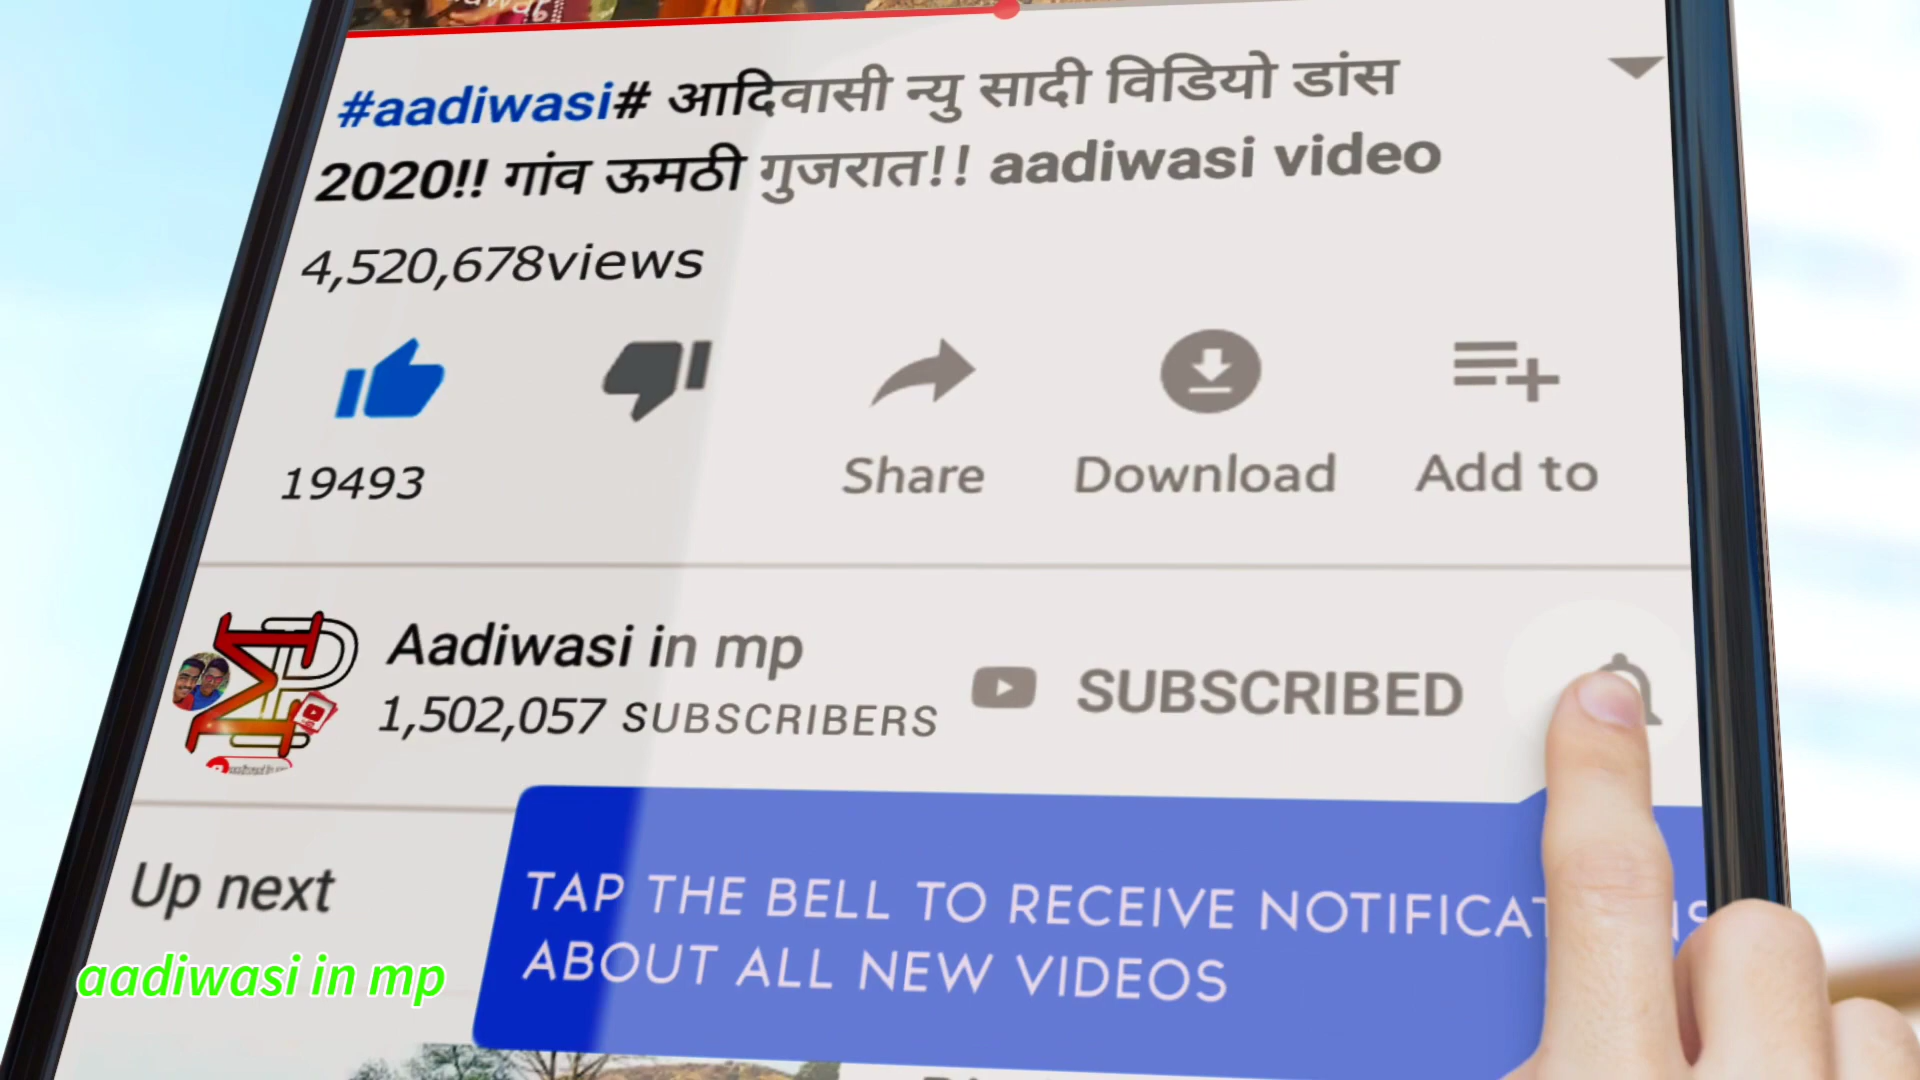 #aadiwasi# आदिवासी न्यु सादी विडियो डांस
2020!! गांव ऊमठी गुजरात!! aadiwasi video
4,520,678views
19493
Share
Download
Add to
Aadiwasi in mp
1,502,057 SUBSCRIBERS
SUBSCRIBED
Up next
TAP THE BELL TO RECEIVE
ABOUT ALL NEW VIDEOS
aadiwasi in mp